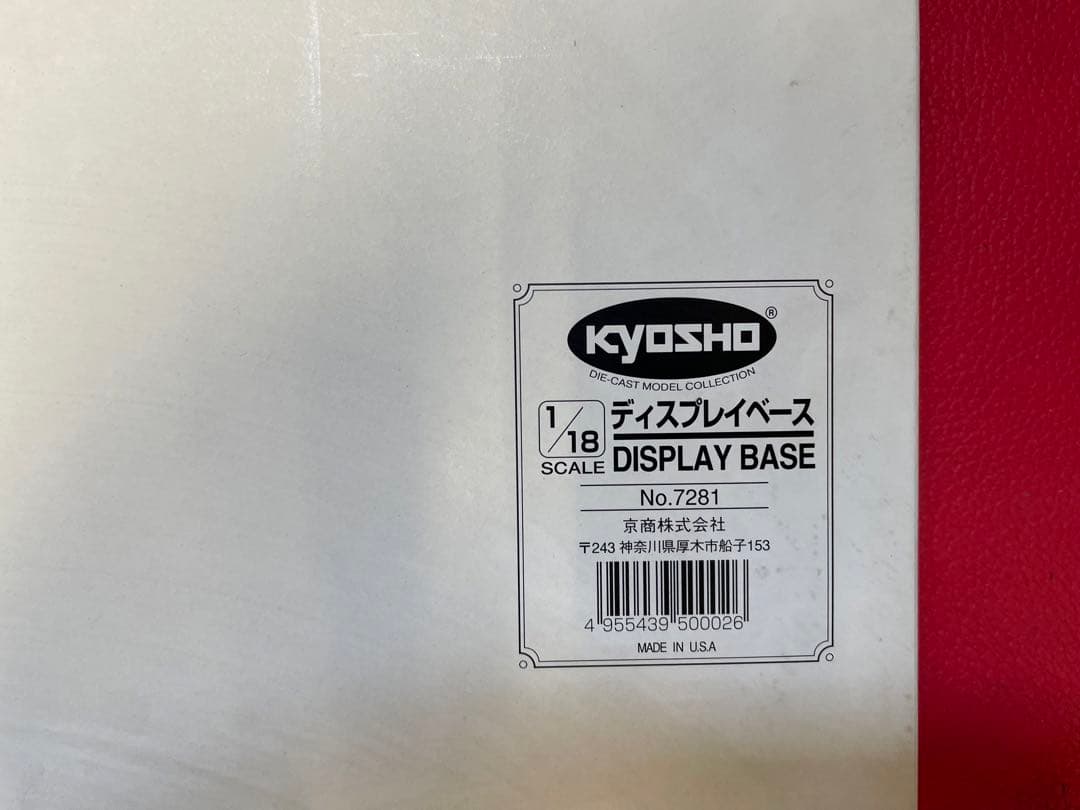 KYOSHO®
DIE-CAST MODEL COLLECTION
1/18
SCALE
ディスプレイベース
DISPLAY BASE
No.7281
京商株式会社
〒243 神奈川県厚木市船子153
4 955439 500026
MADE IN U.S.A